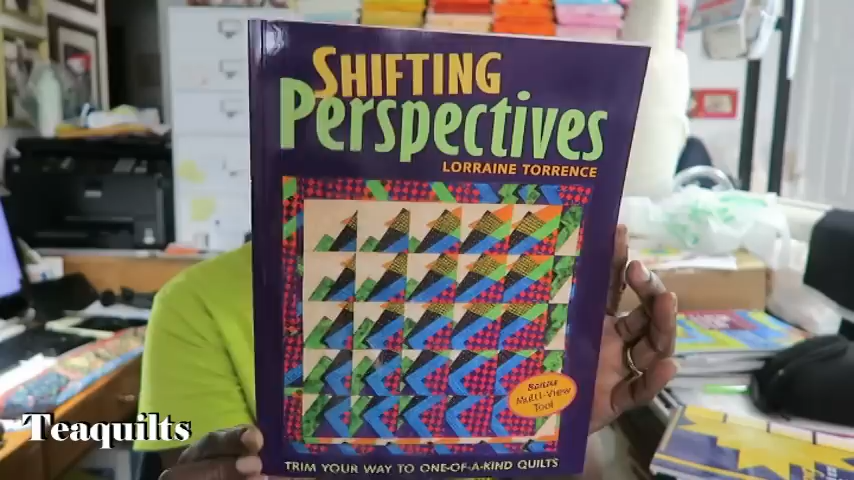 SHIFTING
Perspectives
LORRAINE TORRENCE
BONUS
Multi-View
Tool
TRIM YOUR WAY TO ONE-OF-A-KIND QUILTS
Teaquilts